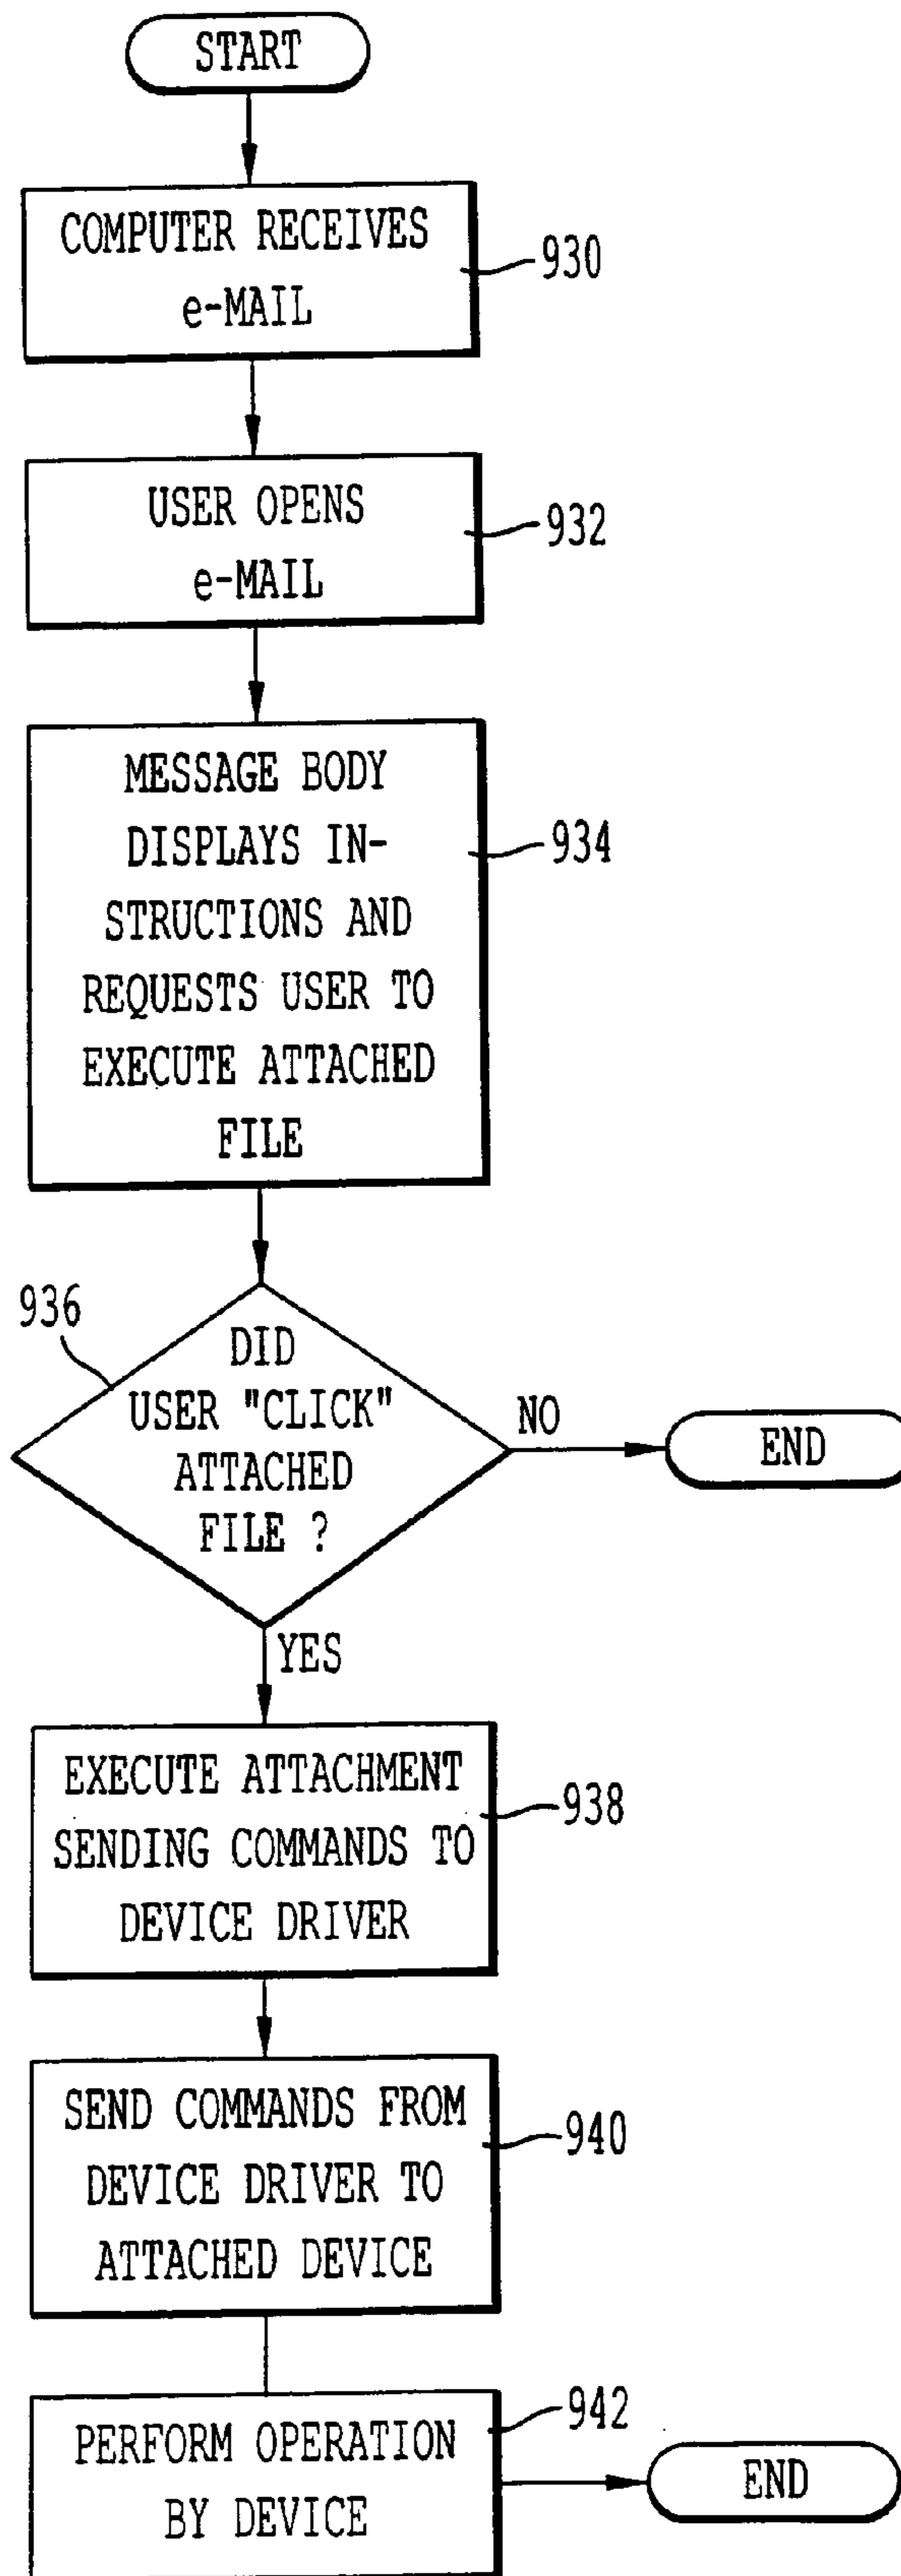 START
COMPUTER RECEIVES
e-MAIL
930
USER OPENS
e-MAIL
932
MESSAGE BODY
DISPLAYS IN-
STRUCTIONS AND
REQUESTS USER TO
EXECUTE ATTACHED
FILE
934
936
DID
USER "CLICK"
ATTACHED
FILE ?
NO
END
YES
EXECUTE ATTACHMENT
SENDING COMMANDS TO
DEVICE DRIVER
938
SEND COMMANDS FROM
DEVICE DRIVER TO
ATTACHED DEVICE
940
PERFORM OPERATION
BY DEVICE
942
END